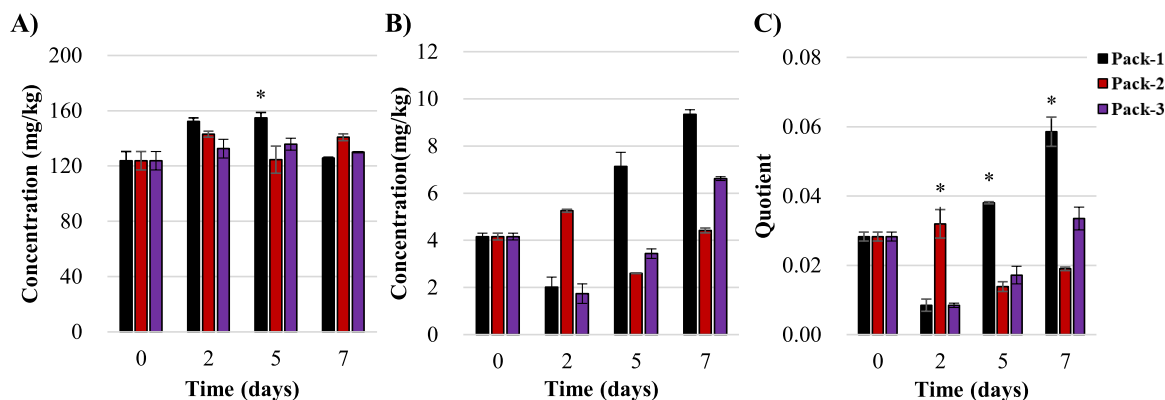 A)
Concentration (mg/kg)
200
160
120
80
40
0
*
0 2 5 7
Time (days)
B)
Concentration(mg/kg)
12
10
8
6
4
2
0
0 2 5 7
Time (days)
C)
Quotient
0.08
0.06
0.04
0.02
0.00
* * *
0 2 5 7
Time (days)
Pack-1
Pack-2
Pack-3